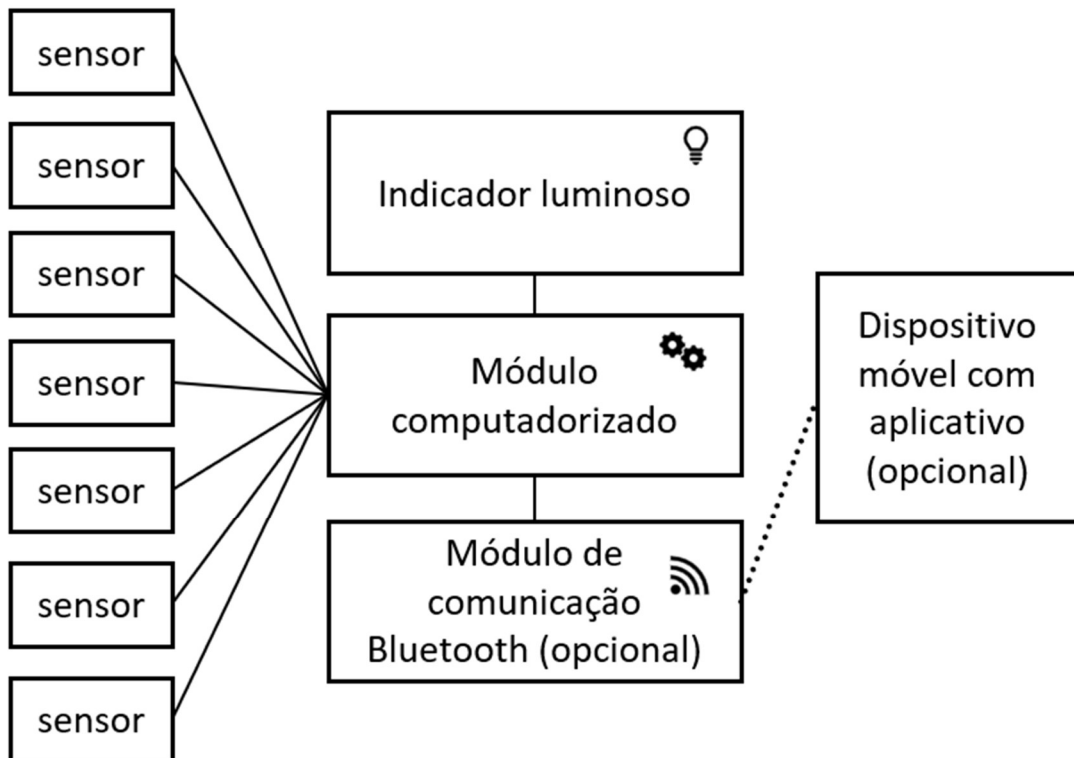 sensor
sensor
sensor
sensor
sensor
sensor
sensor
Indicador luminoso
Módulo
computadorizado
Módulo de
comunicação
Bluetooth (opcional)
Dispositivo
móvel com
aplicativo
(opcional)